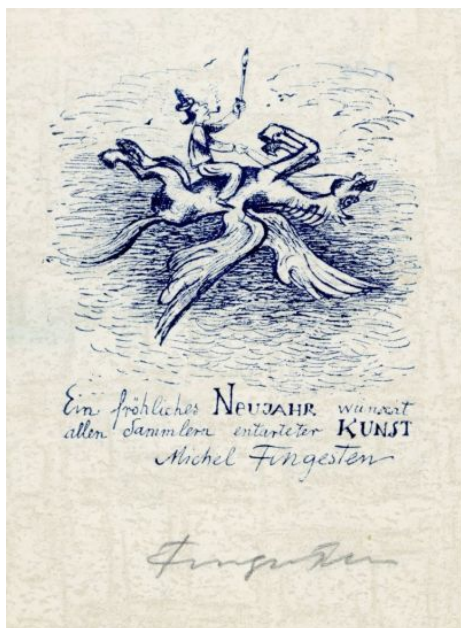 Ein fröhliches NEUJAHR wünscht
allen Sammlern entarteter KUNST
Michel Fingesten
Fingesten